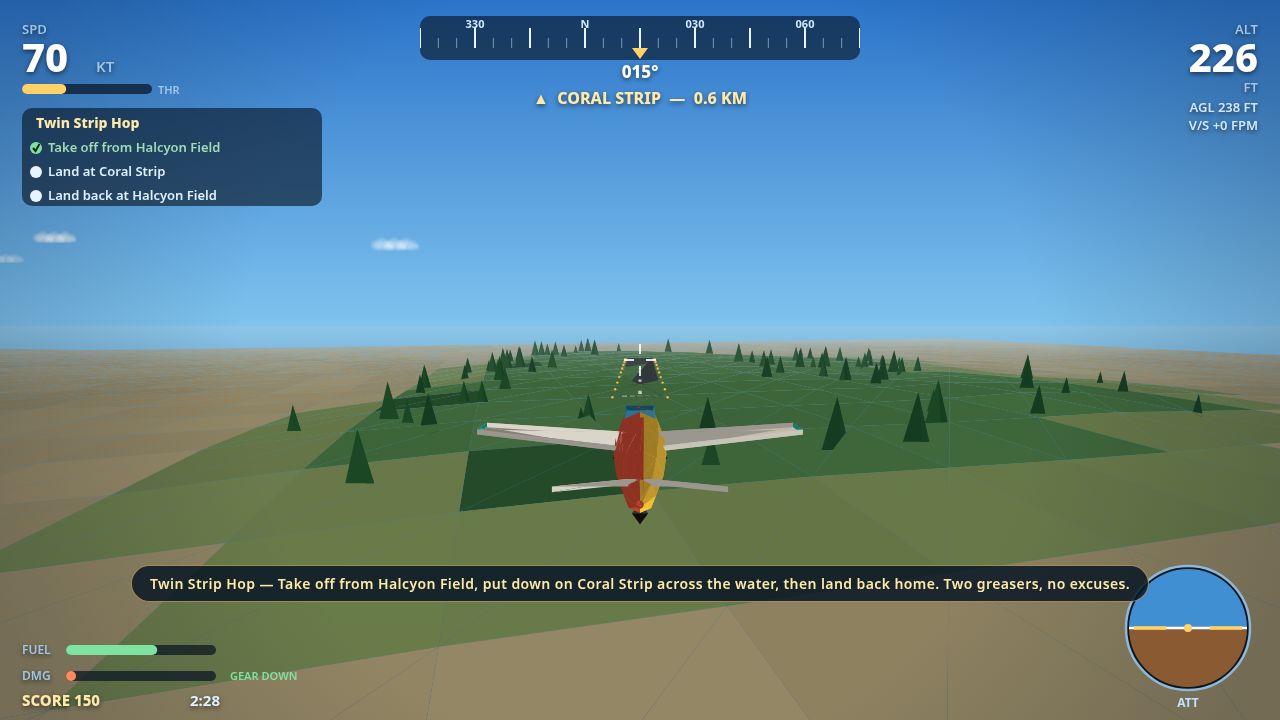 SPD
70 KT
THR
330 N 030 060
015°
▲ CORAL STRIP — 0.6 KM
ALT
226
FT
AGL 238 FT
V/S +0 FPM
Twin Strip Hop
Take off from Halcyon Field
Land at Coral Strip
Land back at Halcyon Field
Twin Strip Hop — Take off from Halcyon Field, put down on Coral Strip across the water, then land back home. Two greasers, no excuses.
FUEL
DMG GEAR DOWN
SCORE 150 2:28
ATT